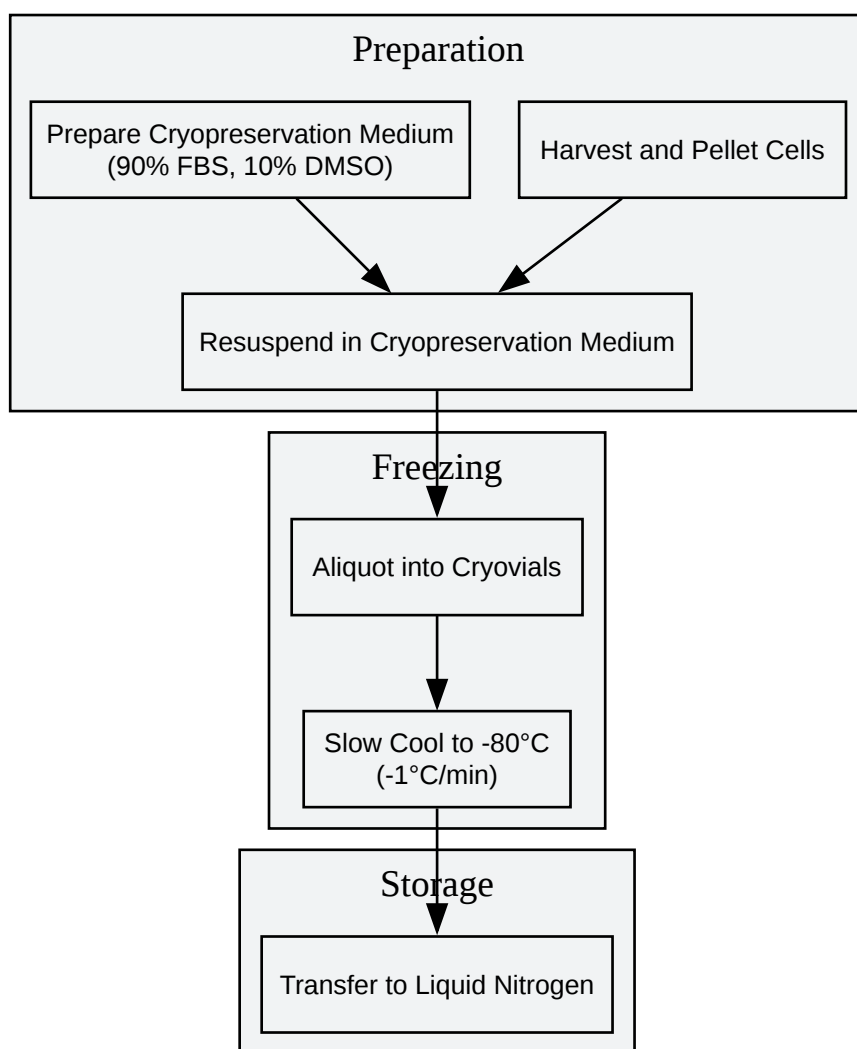 Preparation
Prepare Cryopreservation Medium
(90% FBS, 10% DMSO)
Harvest and Pellet Cells
Resuspend in Cryopreservation Medium
Freezing
Aliquot into Cryovials
Slow Cool to -80°C
(-1°C/min)
Storage
Transfer to Liquid Nitrogen